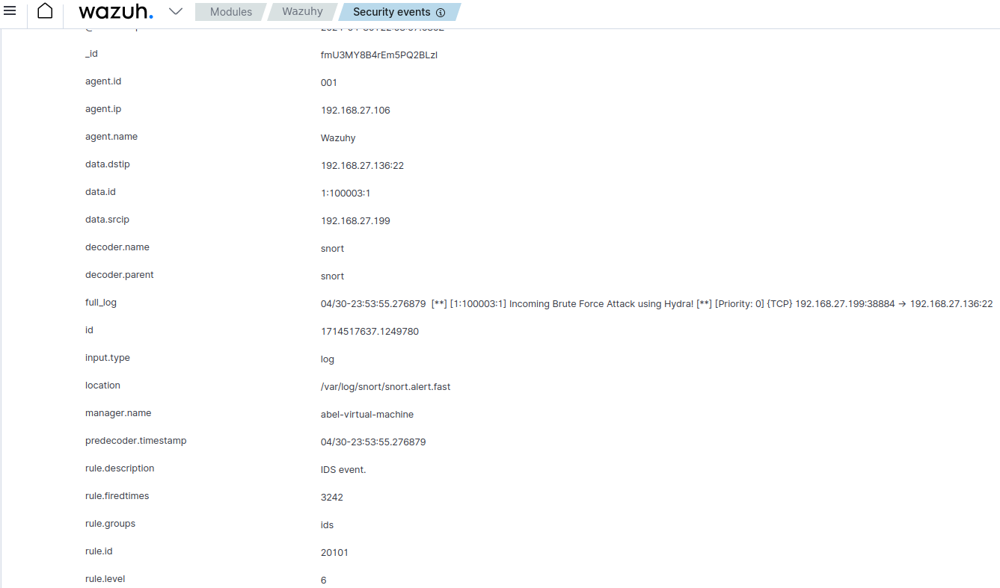 wazuh. Modules Wazuhy Security events
_id fmU3MY8B4rEm5PQ2BLzl
agent.id 001
agent.ip 192.168.27.106
agent.name Wazuhy
data.dstip 192.168.27.136:22
data.id 1:100003:1
data.srcip 192.168.27.199
decoder.name snort
decoder.parent snort
full_log 04/30-23:53:55.276879 [**] [1:100003:1] Incoming Brute Force Attack using Hydra! [**] [Priority: 0] {TCP} 192.168.27.199:38884 → 192.168.27.136:22
id 1714517637.1249780
input.type log
location /var/log/snort/snort.alert.fast
manager.name abel-virtual-machine
predecoder.timestamp 04/30-23:53:55.276879
rule.description IDS event.
rule.firedtimes 3242
rule.groups ids
rule.id 20101
rule.level 6